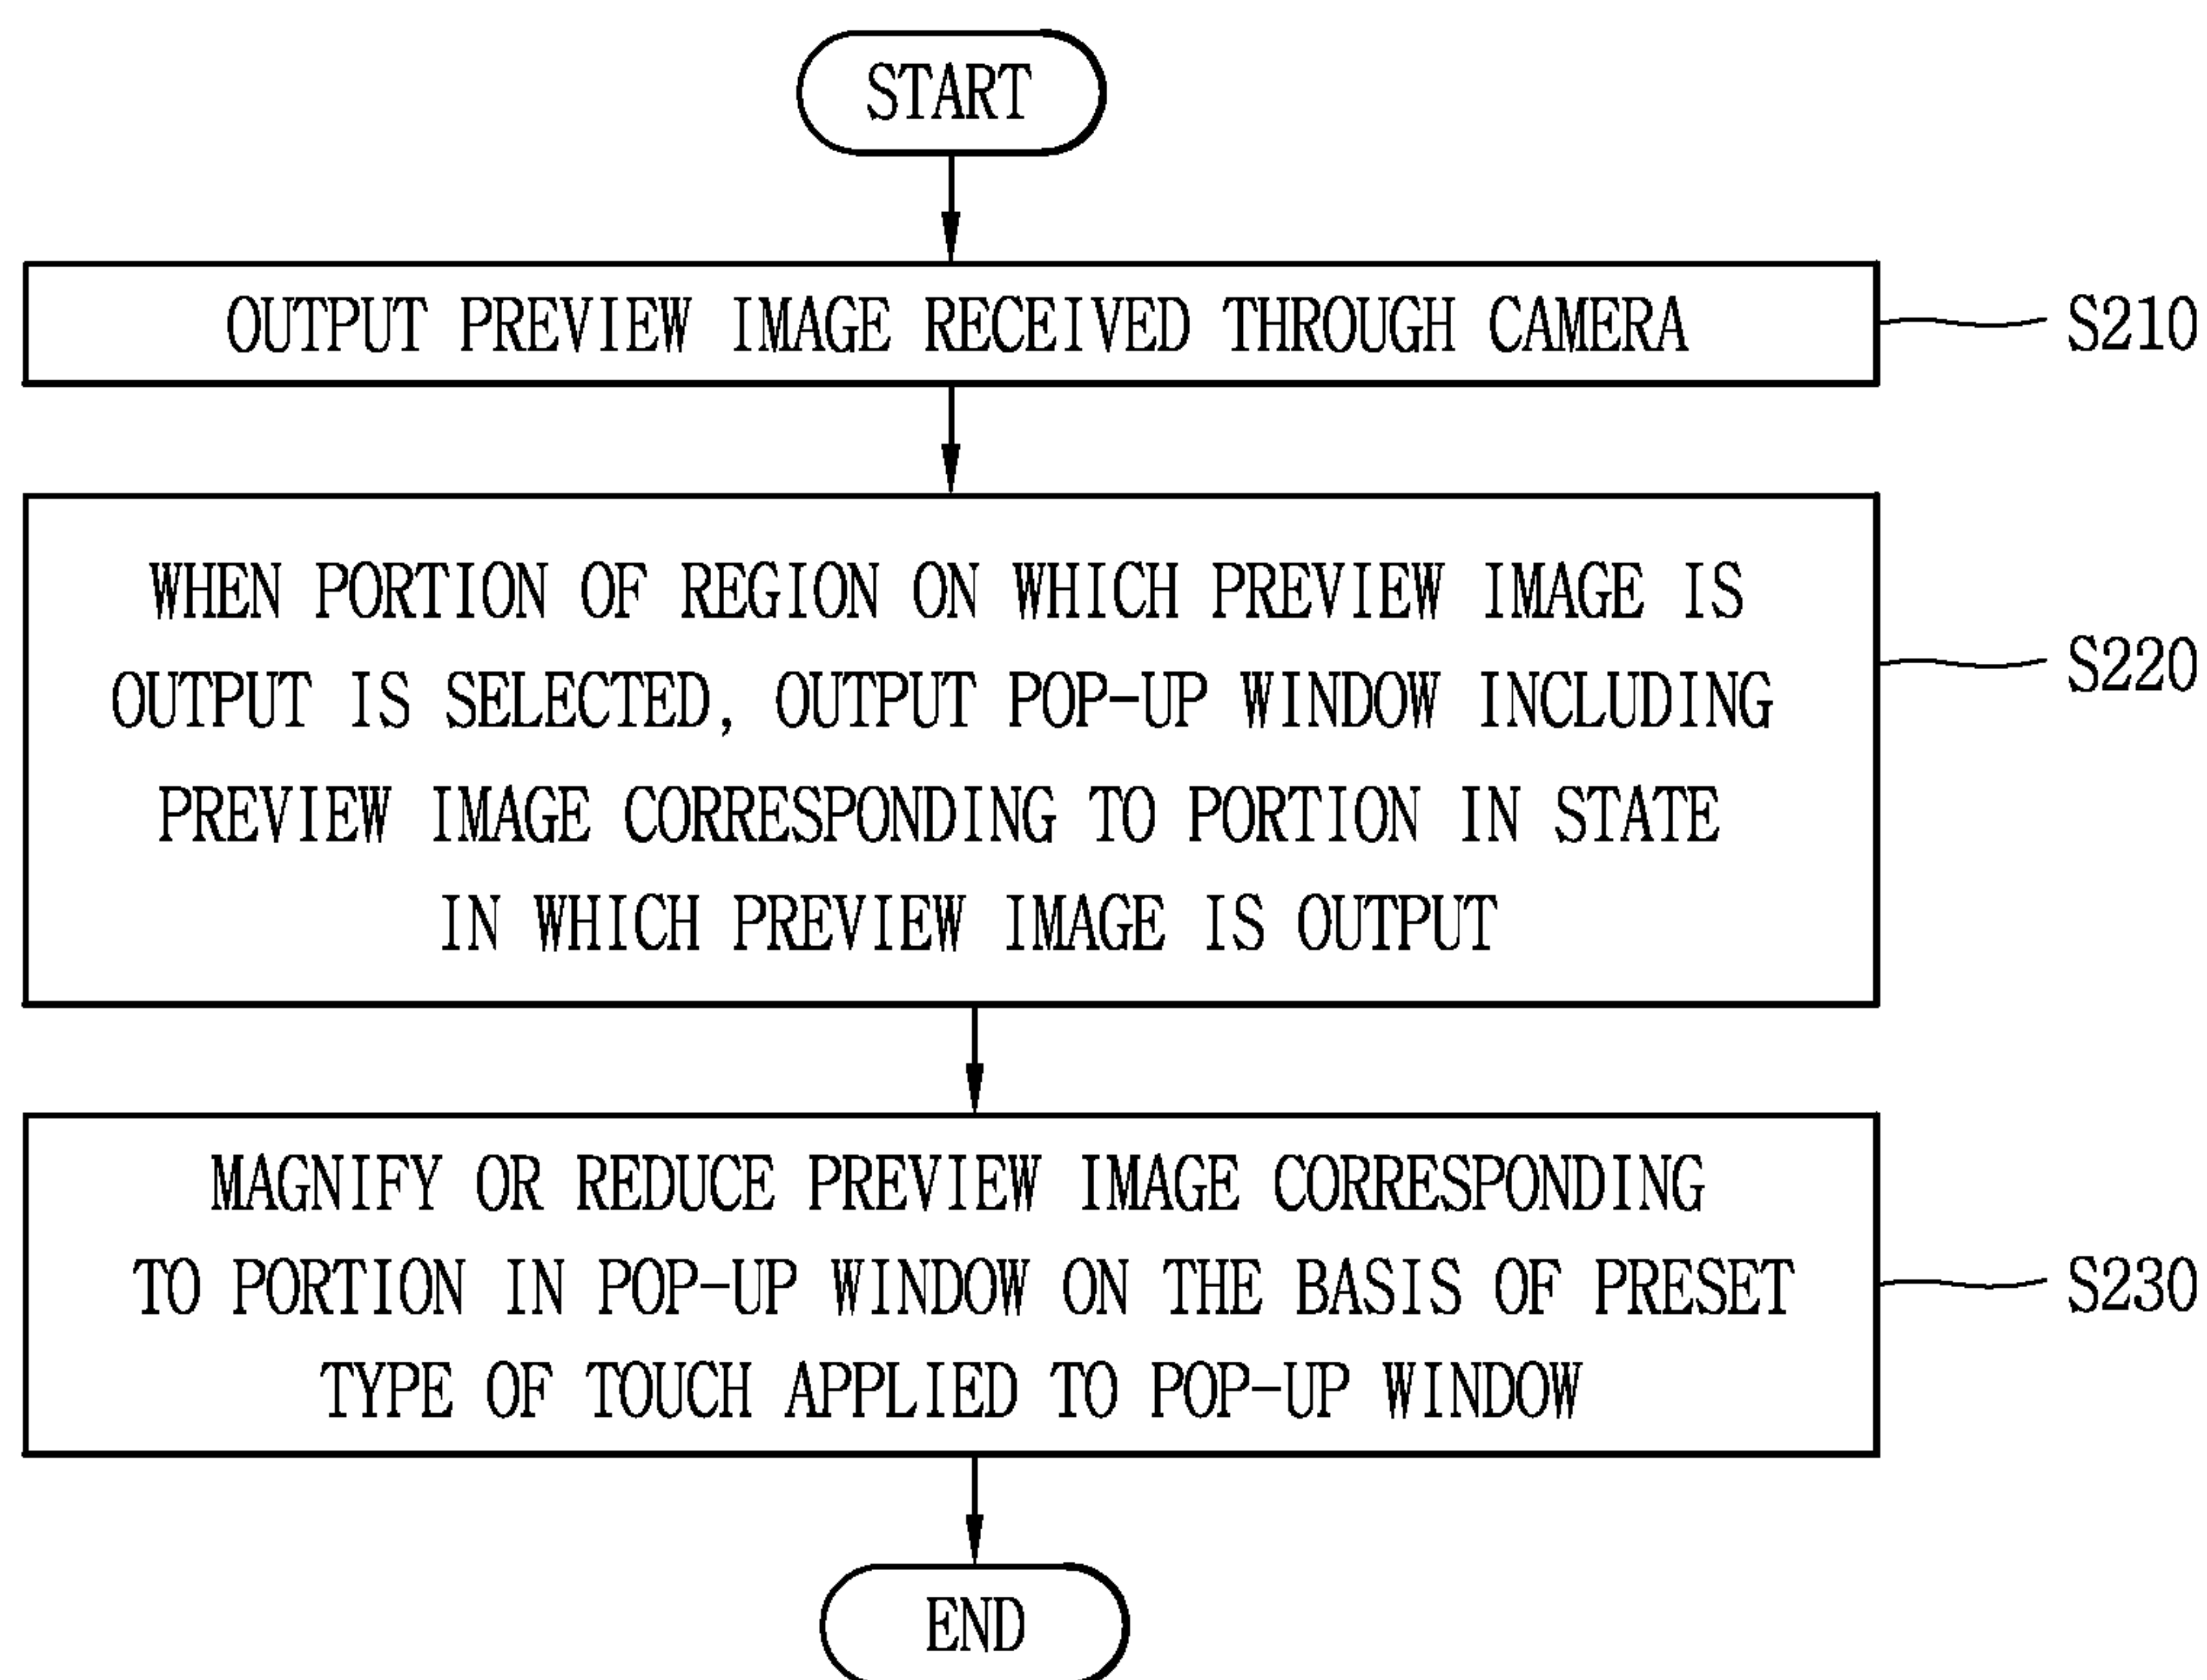 START
OUTPUT PREVIEW IMAGE RECEIVED THROUGH CAMERA
S210
WHEN PORTION OF REGION ON WHICH PREVIEW IMAGE IS
OUTPUT IS SELECTED, OUTPUT POP-UP WINDOW INCLUDING
PREVIEW IMAGE CORRESPONDING TO PORTION IN STATE
IN WHICH PREVIEW IMAGE IS OUTPUT
S220
MAGNIFY OR REDUCE PREVIEW IMAGE CORRESPONDING
TO PORTION IN POP-UP WINDOW ON THE BASIS OF PRESET
TYPE OF TOUCH APPLIED TO POP-UP WINDOW
S230
END